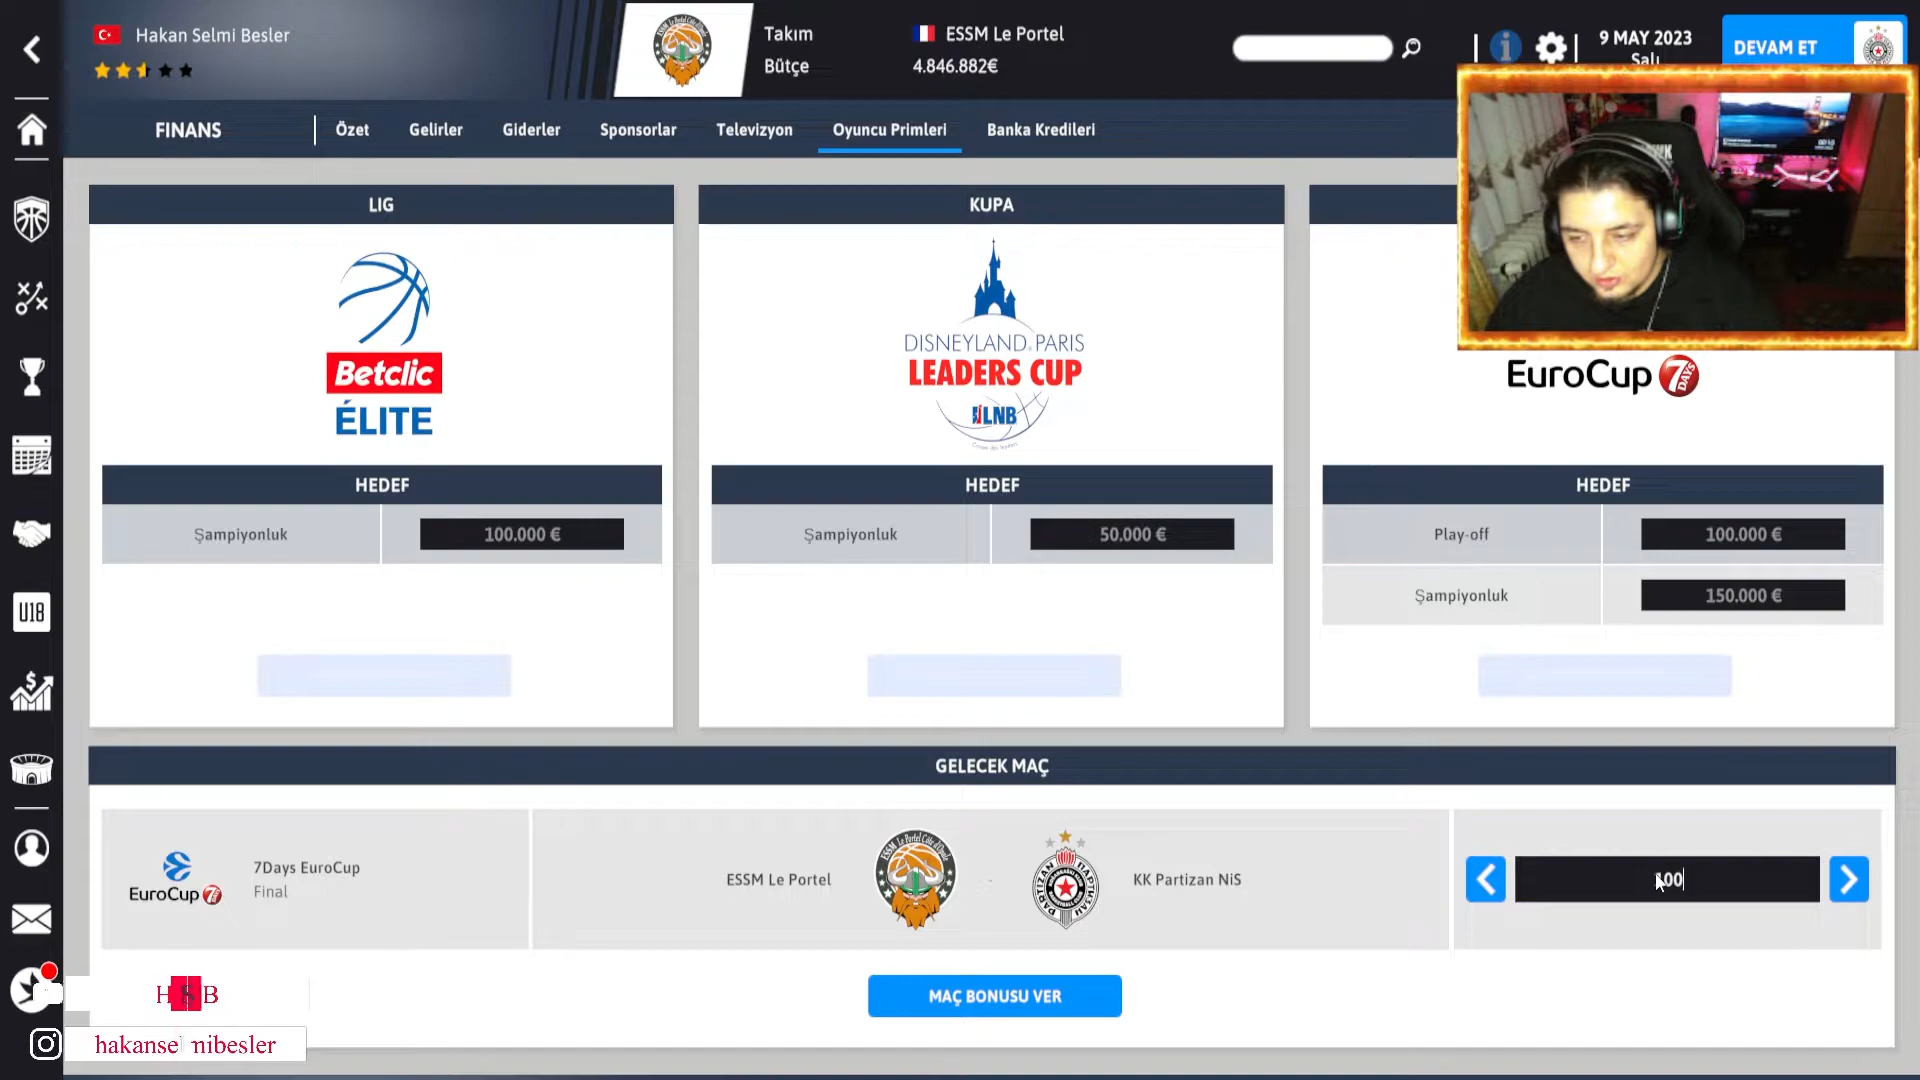 Hakan Selmi Besler
Takım
ESSM Le Portel
Bütçe
4.846.882€
9 MAY 2023
Salı
DEVAM ET
FINANS
Özet
Gelirler
Giderler
Sponsorlar
Televizyon
Oyuncu Primleri
Banka Kredileri
LIG
KUPA
Betclic
ÉLITE
DISNEYLAND PARIS
LEADERS CUP
LNB
EuroCup 7DAYS
HEDEF
HEDEF
HEDEF
Şampiyonluk
100.000 €
Şampiyonluk
50.000 €
Play-off
100.000 €
Şampiyonluk
150.000 €
GELECEK MAÇ
EuroCup
7Days EuroCup
Final
ESSM Le Portel
-
KK Partizan NiS
100
MAÇ BONUSU VER
U18
HSB